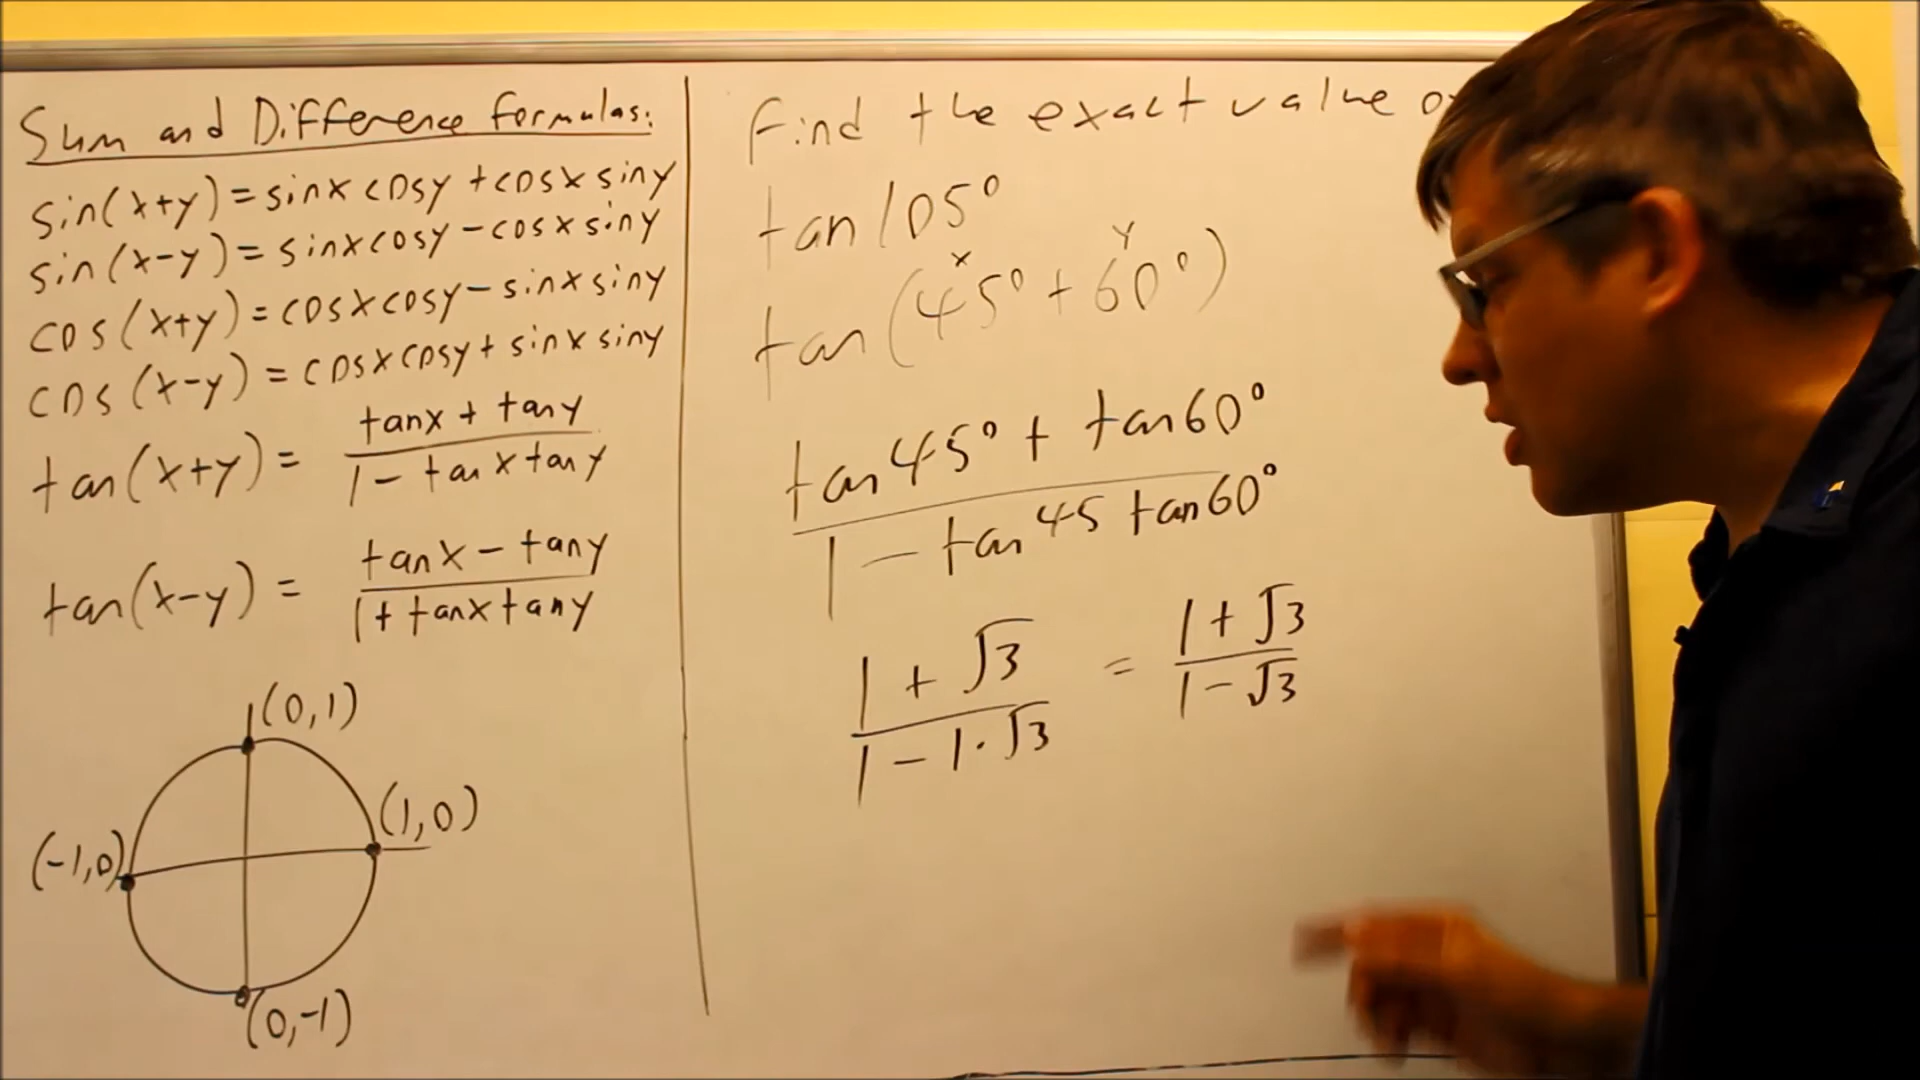 Sum and Difference formulas:
sin(x+y) = sinx cosy + cosx siny
sin(x-y) = sinx cosy - cosx siny
cos(x+y) = cosx cosy - sinx siny
cos(x-y) = cosx cosy + sinx siny
tan(x+y) = tanx + tany
1 - tanx tany
tan(x-y) = tanx - tany
1 + tanx tany
(0,1)
(1,0)
(-1,0)
(0,-1)
Find the exact value
tan 105°
x y
tan(45° + 60°)
tan 45° + tan 60°
1 - tan 45 tan 60°
1 + √3 = 1 + √3
1 - 1·√3 1 - √3